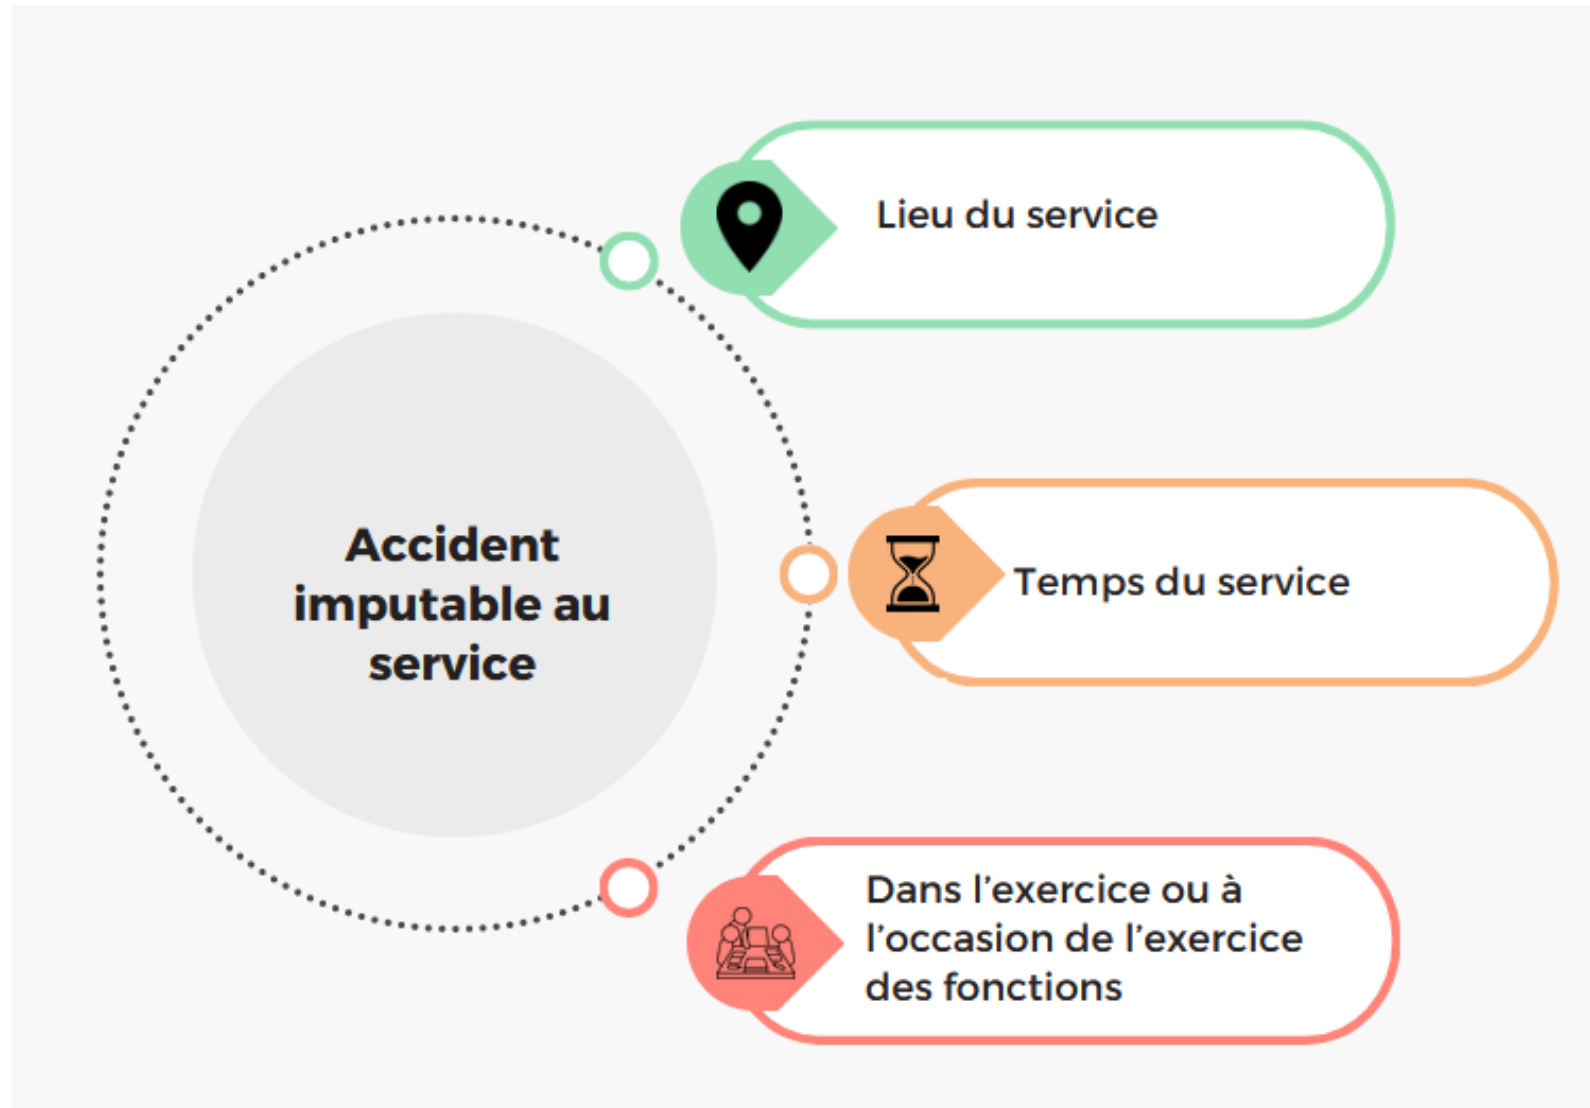 Lieu du service
Accident
imputable au
service
Temps du service
Dans l'exercice ou à
l'occasion de l'exercice
des fonctions